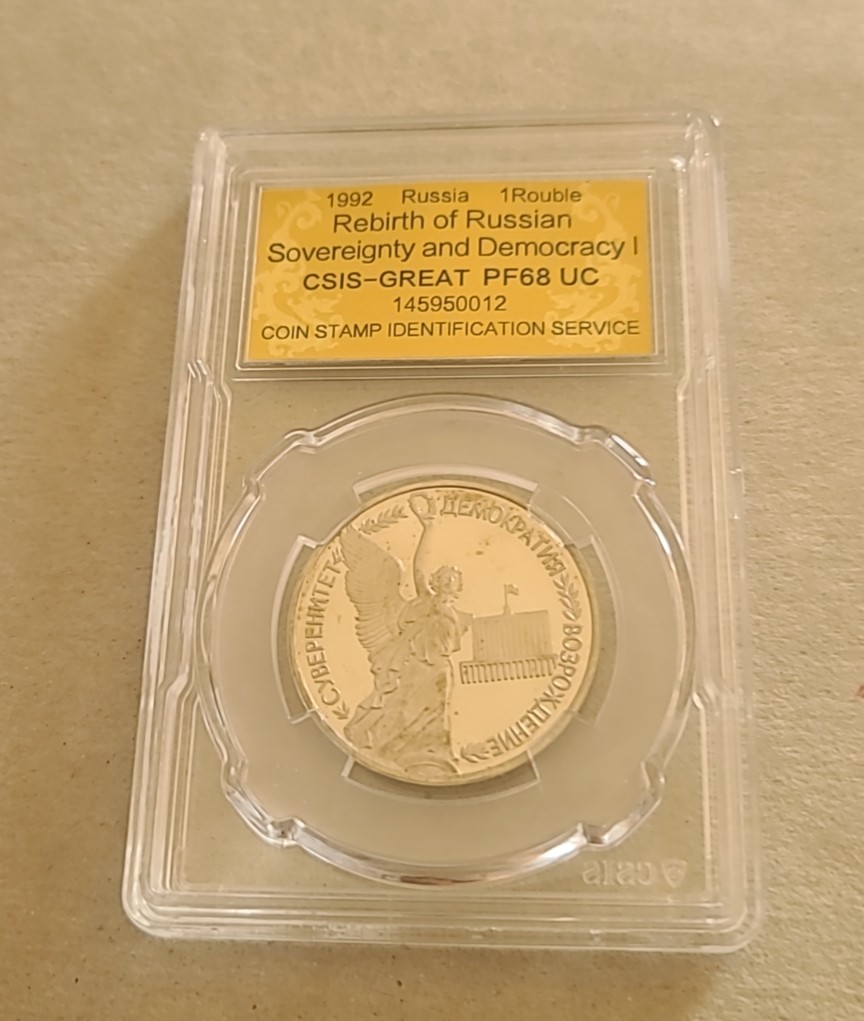 1992 Russia 1Rouble
Rebirth of Russian
Sovereignty and Democracy I
CSIS-GREAT PF68 UC
145950012
COIN STAMP IDENTIFICATION SERVICE
СУВЕРЕНИТЕТ ДЕМОКРАТИЯ ВОЗРОЖДЕНИЕ
CSIS